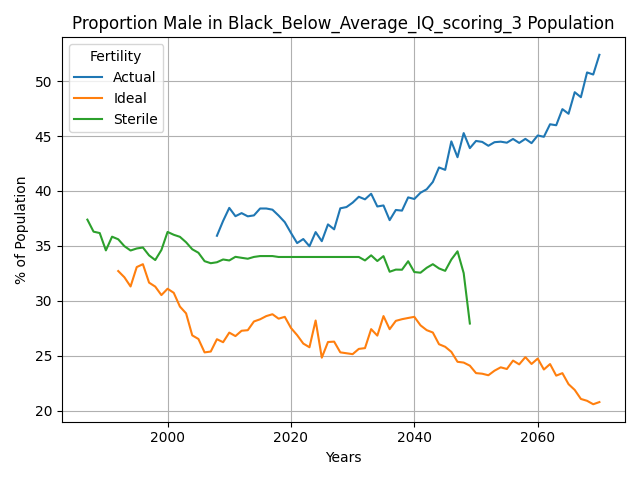 Proportion Male in Black_Below_Average_IQ_scoring_3 Population
Fertility
Actual
Ideal
Sterile
% of Population
50
45
40
35
30
25
20
2000
2020
2040
2060
Years